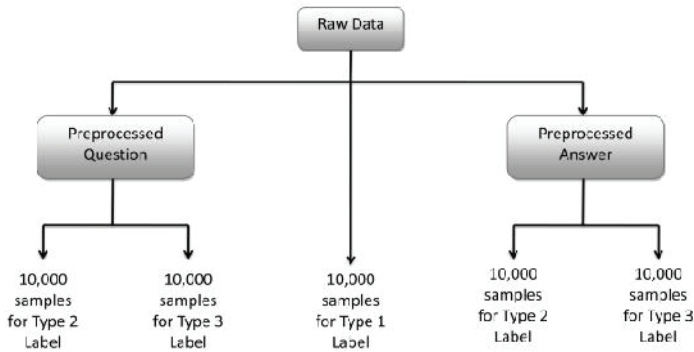 Raw Data
Preprocessed
Question
Preprocessed
Answer
10,000
samples
for Type 2
Label
10,000
samples
for Type 3
Label
10,000
samples
for Type 1
Label
10,000
samples
for Type 2
Label
10,000
samples
for Type 3
Label